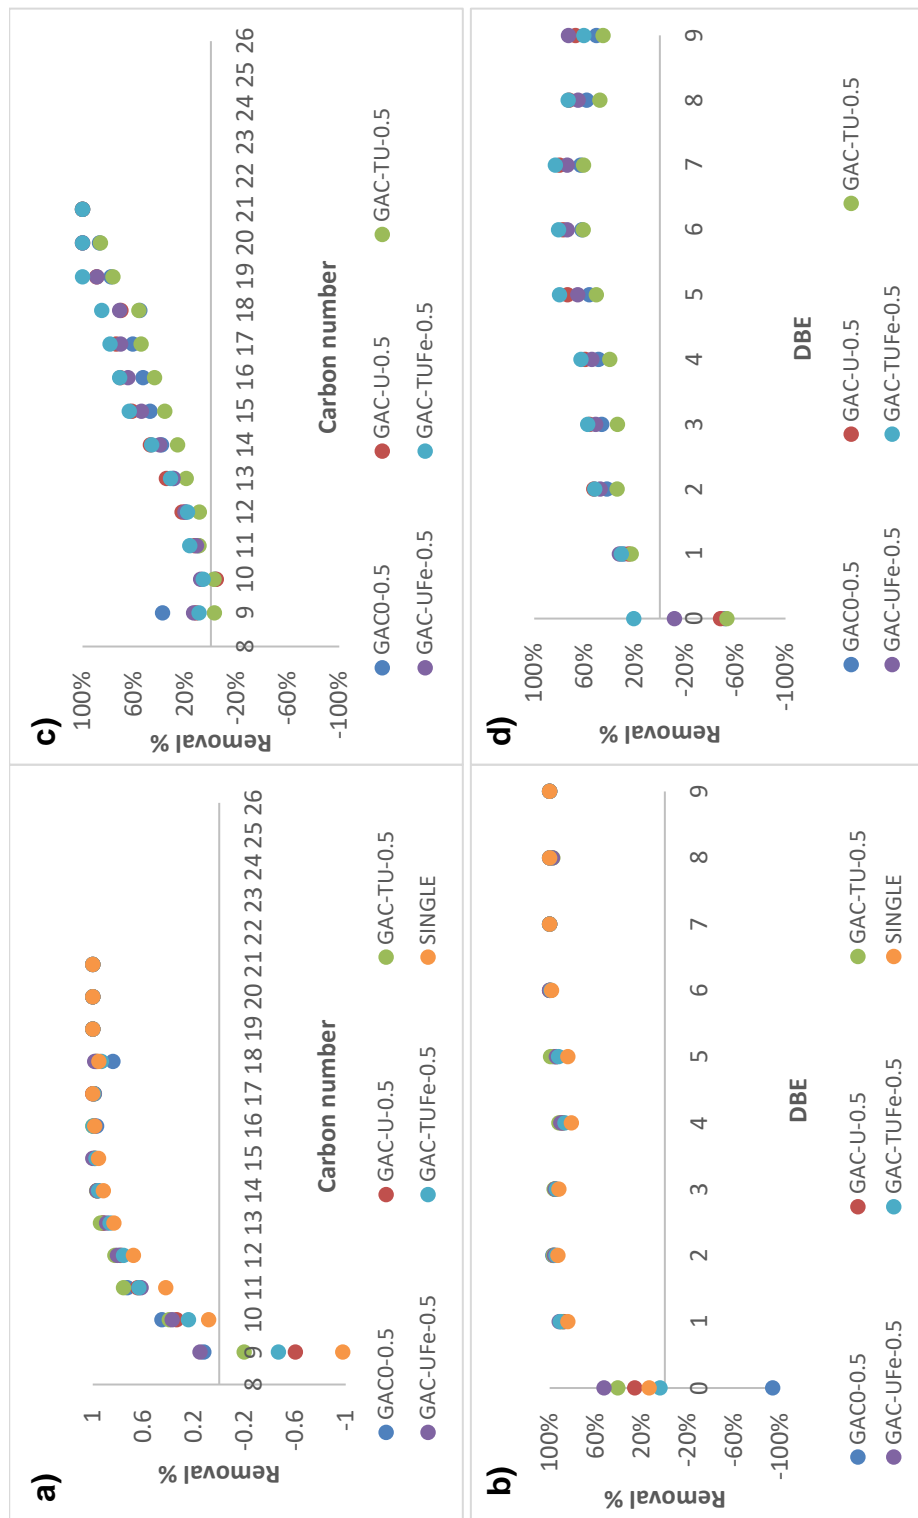 a)
Removal %
1
0.6
0.2
-0.2
-0.6
-1
8 9 10 11 12 13 14 15 16 17 18 19 20 21 22 23 24 25 26
Carbon number
GAC0-0.5 GAC-U-0.5 GAC-TU-0.5
GAC-UFe-0.5 GAC-TUFe-0.5 SINGLE
c)
Removal %
100%
60%
20%
-20%
-60%
-100%
8 9 10 11 12 13 14 15 16 17 18 19 20 21 22 23 24 25 26
Carbon number
GAC0-0.5 GAC-U-0.5 GAC-TU-0.5
GAC-UFe-0.5 GAC-TUFe-0.5
b)
Removal %
100%
60%
20%
-20%
-60%
-100%
0 1 2 3 4 5 6 7 8 9
DBE
GAC0-0.5 GAC-U-0.5 GAC-TU-0.5
GAC-UFe-0.5 GAC-TUFe-0.5 SINGLE
d)
Removal %
100%
60%
20%
-20%
-60%
-100%
0 1 2 3 4 5 6 7 8 9
DBE
GAC0-0.5 GAC-U-0.5 GAC-TU-0.5
GAC-UFe-0.5 GAC-TUFe-0.5